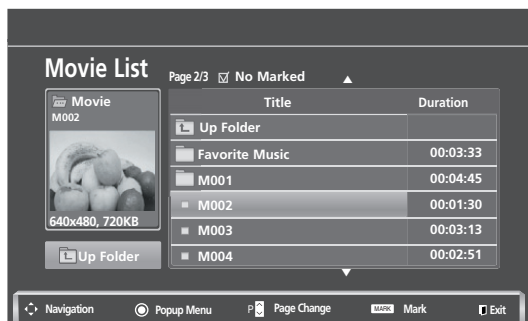 Movie List
Page 2/3 No Marked
Movie
M002
640x480, 720KB
Up Folder
Title Duration
Up Folder
Favorite Music 00:03:33
M001 00:04:45
M002 00:01:30
M003 00:03:13
M004 00:02:51
Navigation Popup Menu P Page Change MARK Mark Exit